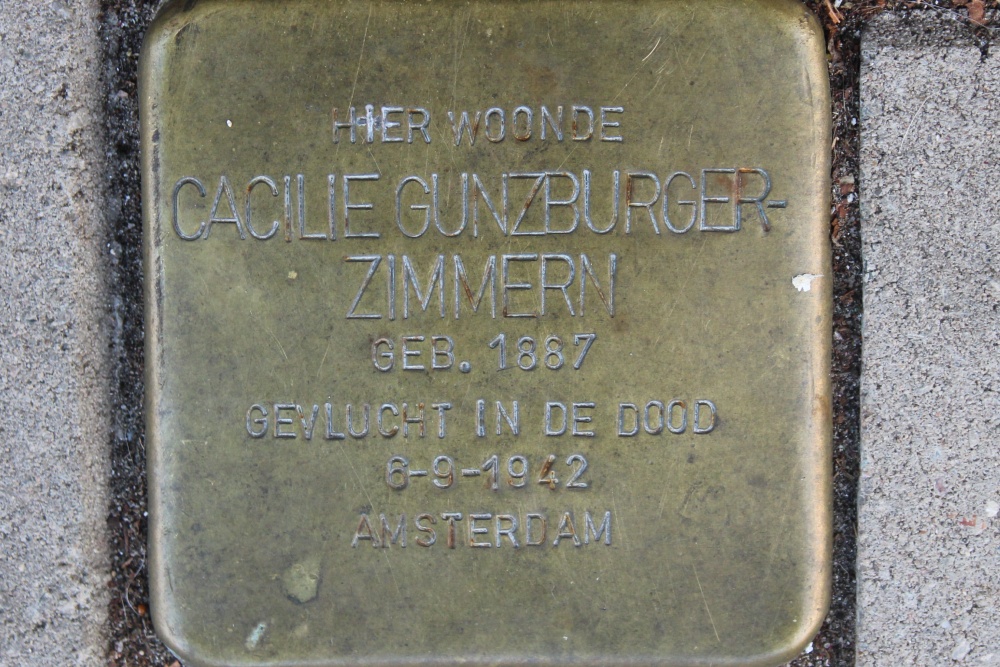 HIER WOONDE
CACILIE GUNZBURGER-
ZIMMERN
GEB. 1887
GEVLUCHT IN DE DOOD
6-9-1942
AMSTERDAM